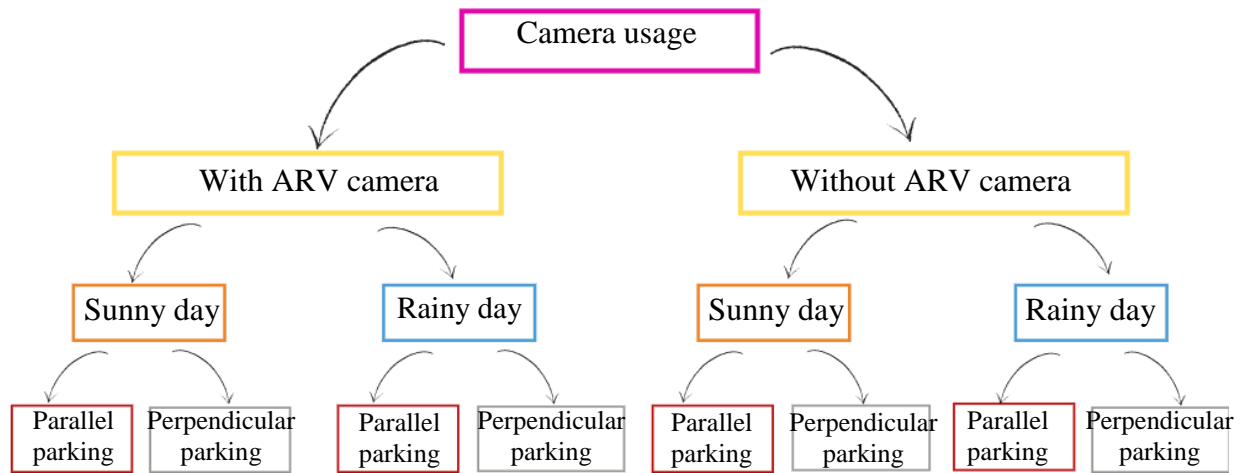 Camera usage
With ARV camera
Without ARV camera
Sunny day
Rainy day
Sunny day
Rainy day
Parallel
parking
Perpendicular
parking
Parallel
parking
Perpendicular
parking
Parallel
parking
Perpendicular
parking
Parallel
parking
Perpendicular
parking